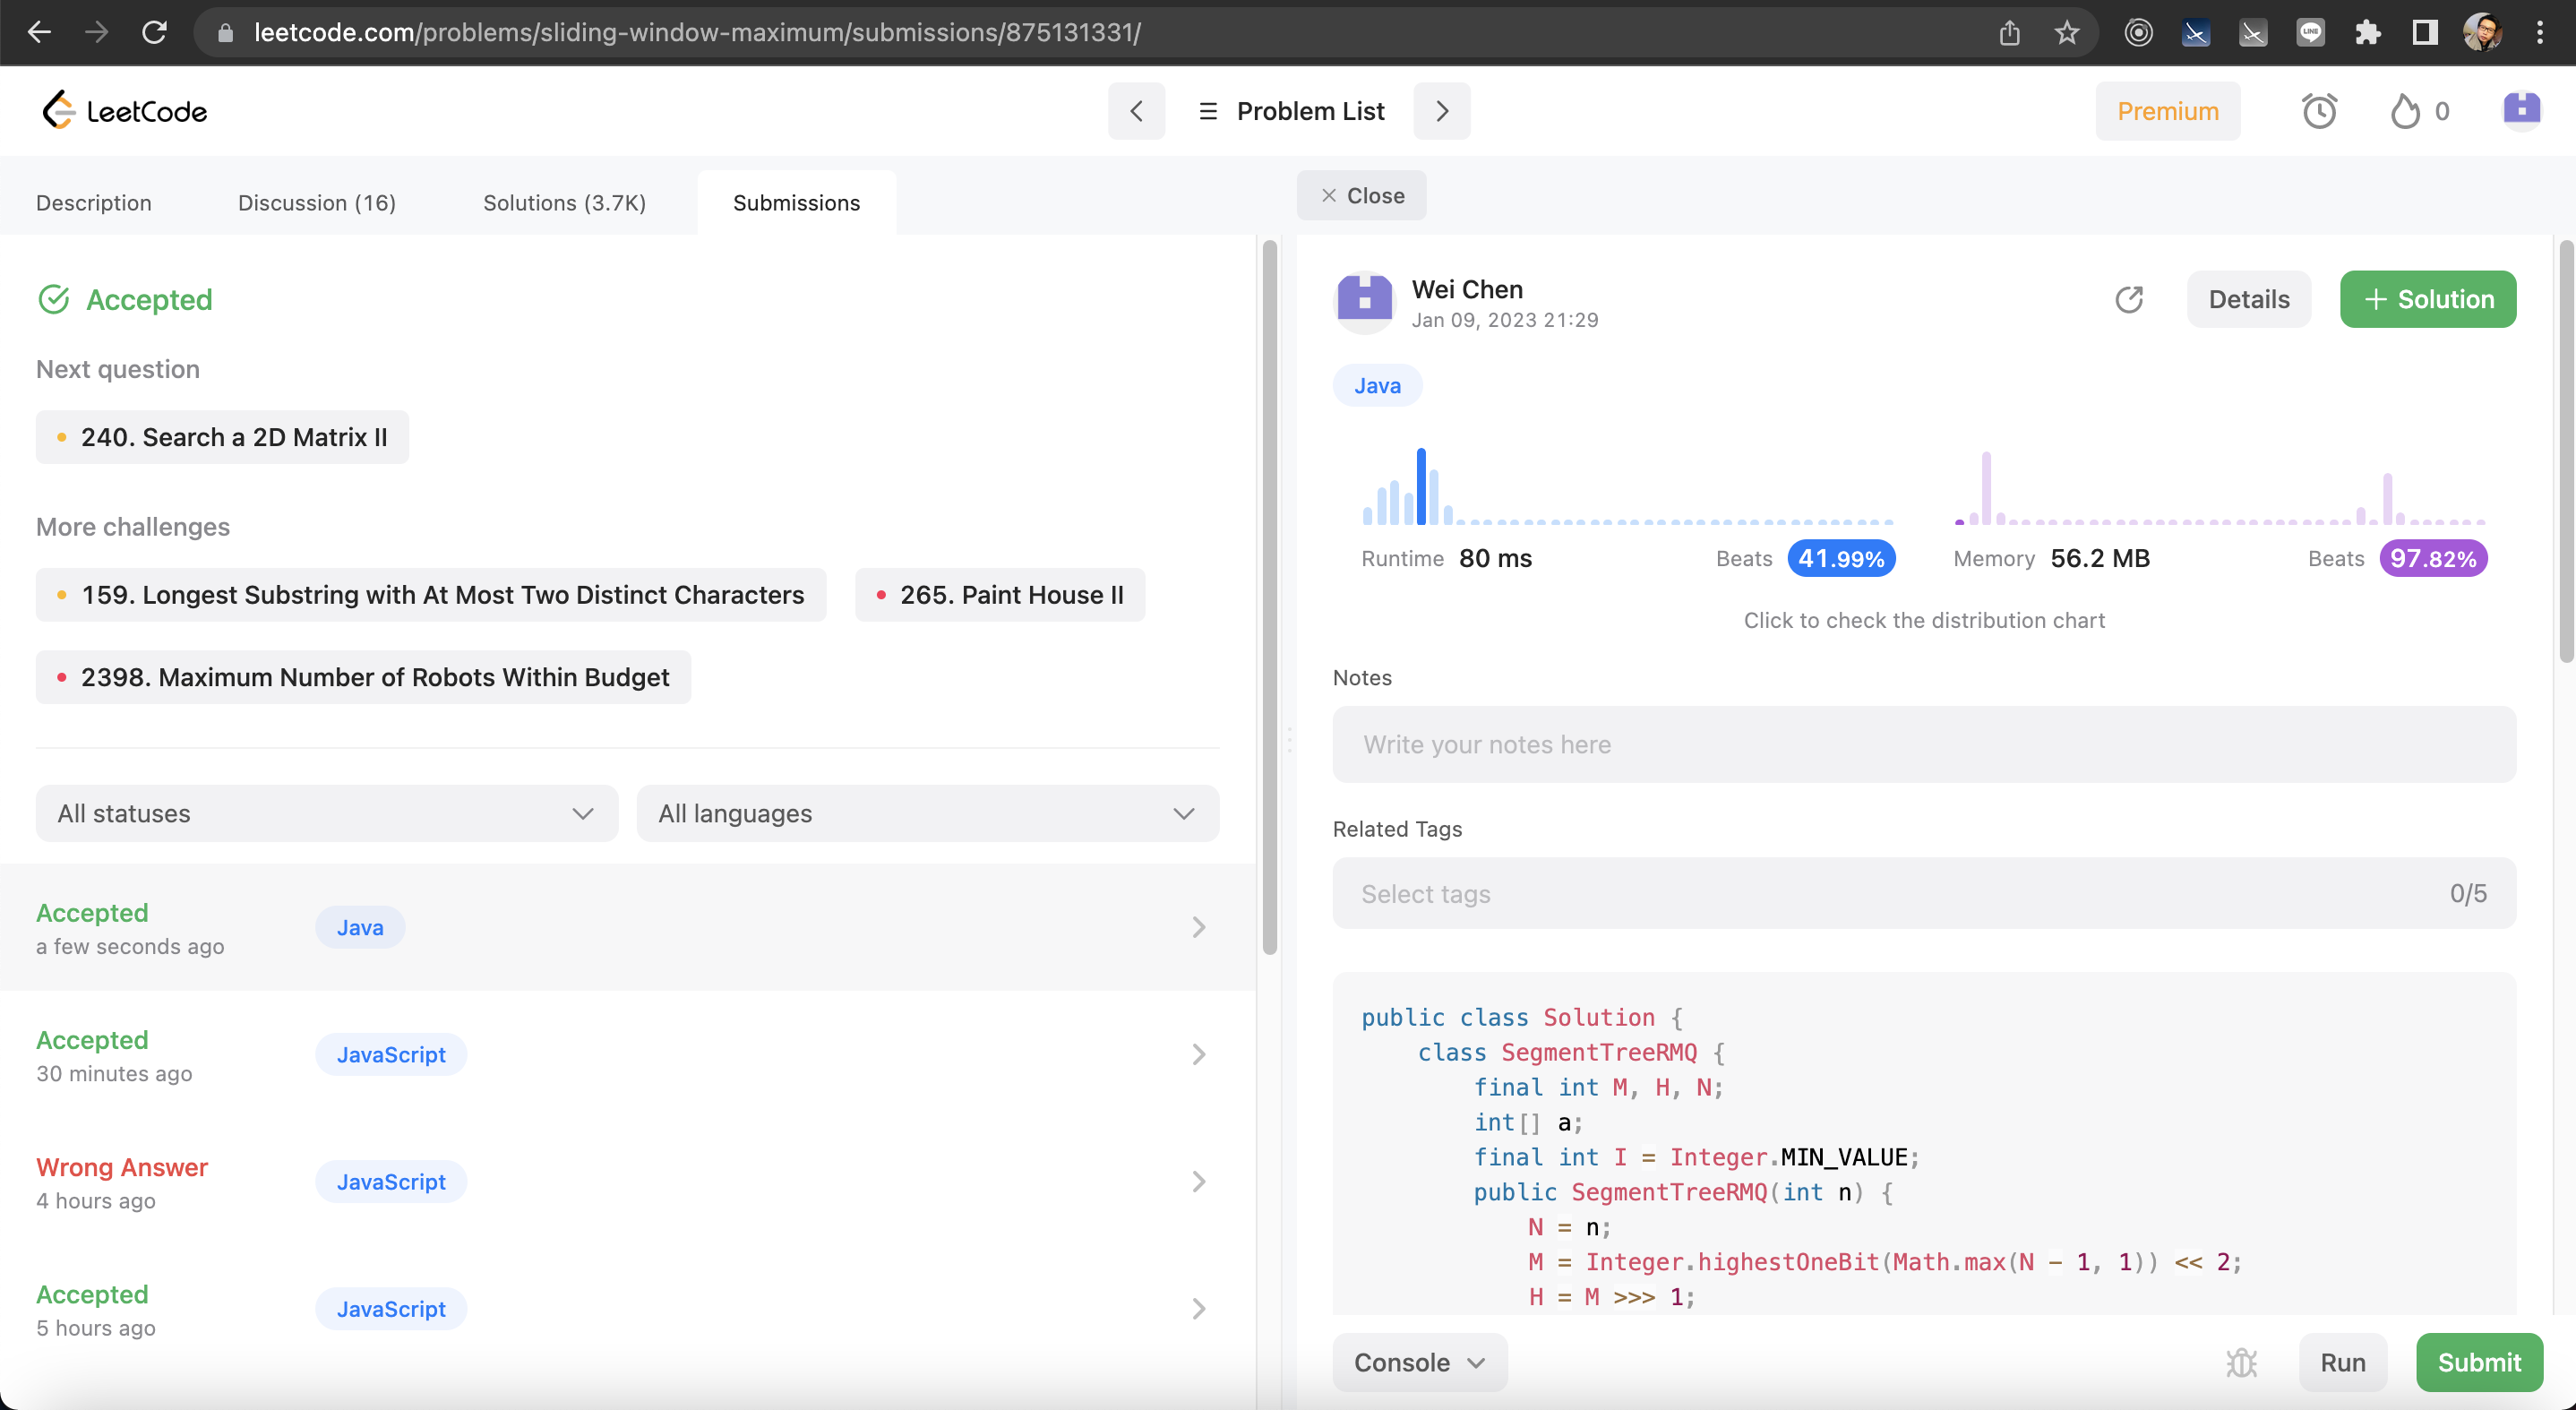 leetcode.com/problems/sliding-window-maximum/submissions/875131331/
LINE
LeetCode
Problem List
Premium
0
Description
Discussion (16)
Solutions (3.7K)
Submissions
Close
Accepted
Next question
240. Search a 2D Matrix II
More challenges
159. Longest Substring with At Most Two Distinct Characters
265. Paint House II
2398. Maximum Number of Robots Within Budget
All statuses
All languages
Accepted
a few seconds ago
Java
Accepted
30 minutes ago
JavaScript
Wrong Answer
4 hours ago
JavaScript
Accepted
5 hours ago
JavaScript
Wei Chen
Jan 09, 2023 21:29
Details
+ Solution
Java
Runtime 80 ms
Beats 41.99%
Memory 56.2 MB
Beats 97.82%
Click to check the distribution chart
Notes
Write your notes here
Related Tags
Select tags
0/5
public class Solution {
    class SegmentTreeRMQ {
        final int M, H, N;
        int[] a;
        final int I = Integer.MIN_VALUE;
        public SegmentTreeRMQ(int n) {
            N = n;
            M = Integer.highestOneBit(Math.max(N - 1, 1)) << 2;
            H = M >>> 1;
Console
Run
Submit